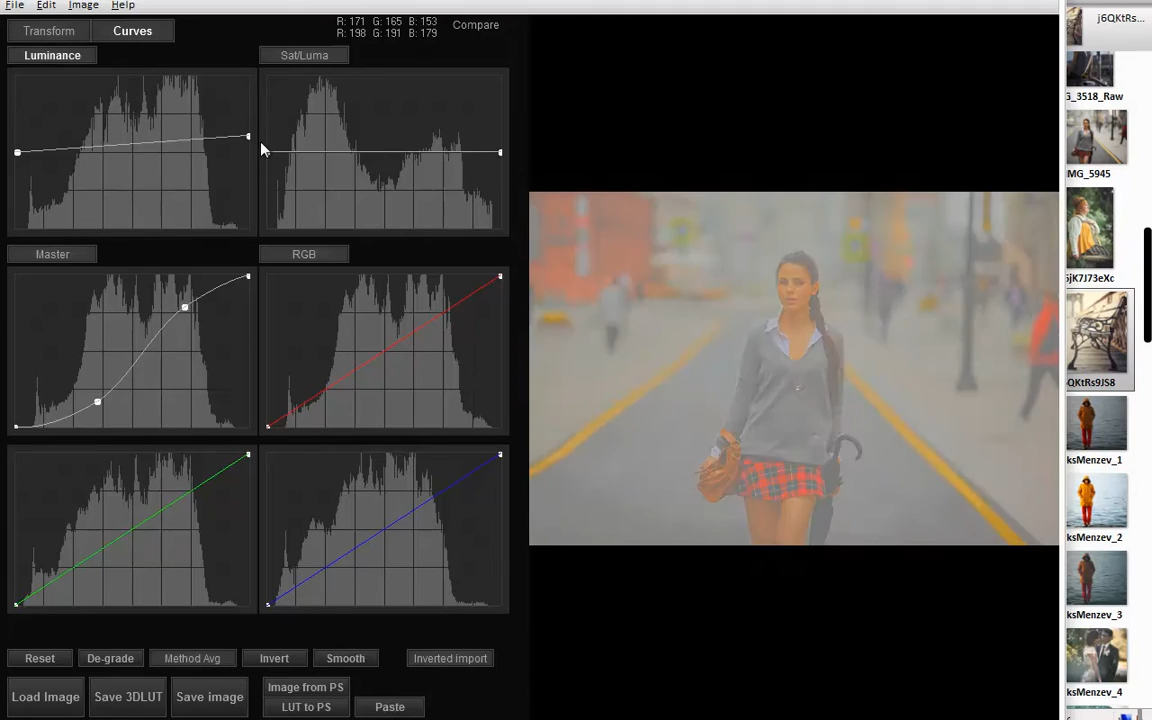 File Edit Image Help
j6QKtRs...
Transform Curves
R: 171 G: 165 B: 153
R: 198 G: 191 B: 179
Compare
Luminance Sat/Luma
G_3518_Raw
MG_5945
Master RGB
5jK7J73eXc
QKtRs9JS8
ksMenzev_1
ksMenzev_2
ksMenzev_3
ksMenzev_4
Reset De-grade Method Avg Invert Smooth Inverted import
Load Image Save 3DLUT Save image Image from PS
LUT to PS Paste